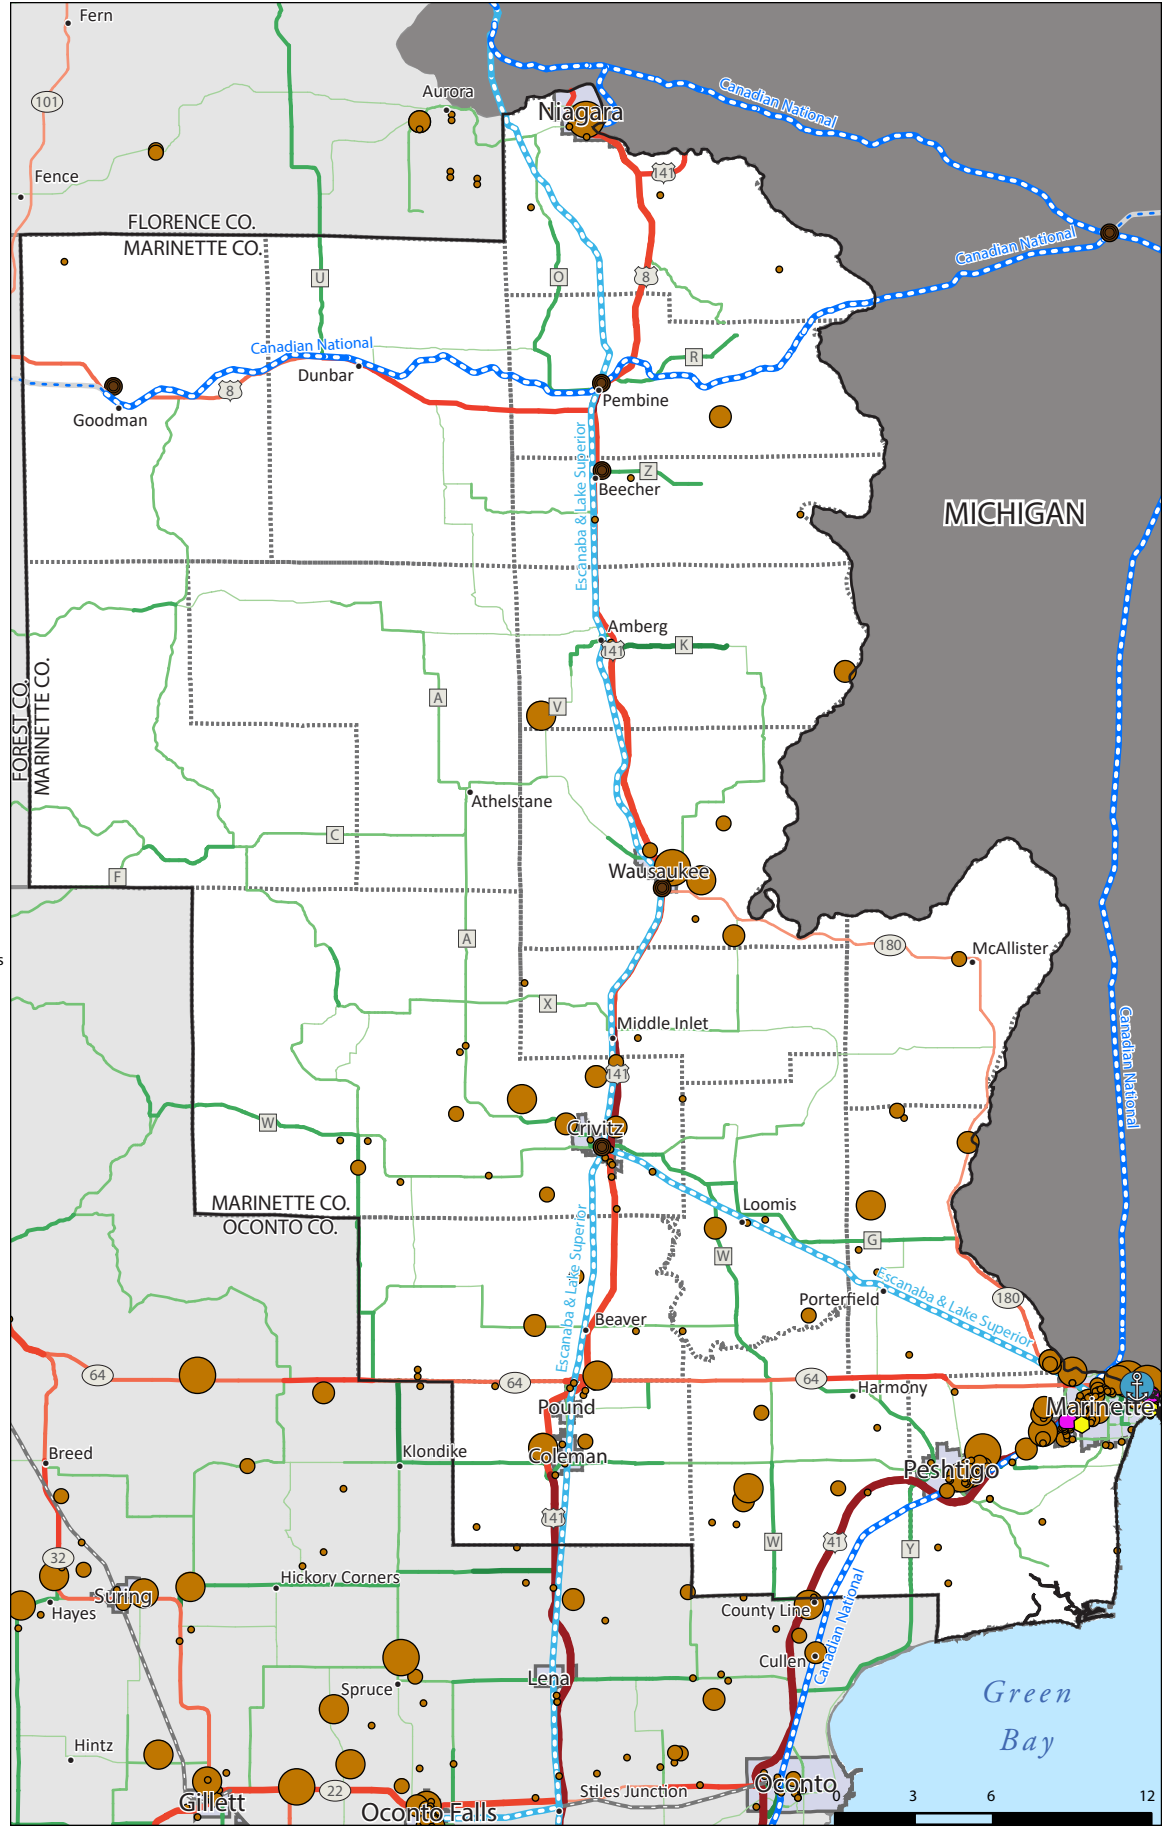 Fern
101
Aurora
Niagara
Canadian National
141
Fence
FLORENCE CO.
MARINETTE CO.
Canadian National
U
O
8
Canadian National
R
Dunbar
8
Goodman
Pembine
Z
Beecher
Escanaba & Lake Superior
MICHIGAN
Amberg
141
K
FOREST CO.
MARINETTE CO.
A
V
Athelstane
C
F
Wausaukee
A
180
McAllister
s
X
Middle Inlet
141
Canadian National
W
Crivitz
MARINETTE CO.
OCONTO CO.
Loomis
W
G
Escanaba & Lake Superior
Escanaba & Lake Superior
Porterfield
180
Beaver
64
64
64
Harmony
Pound
Marinette
Breed
Klondike
Coleman
Peshtigo
141
W
41
Y
32
Suring
Hickory Corners
Hayes
County Line
Canadian National
Cullen
Lena
Spruce
Green
Bay
Hintz
Gillett
22
Oconto Falls
Stiles Junction
Oconto
0
3
6
12